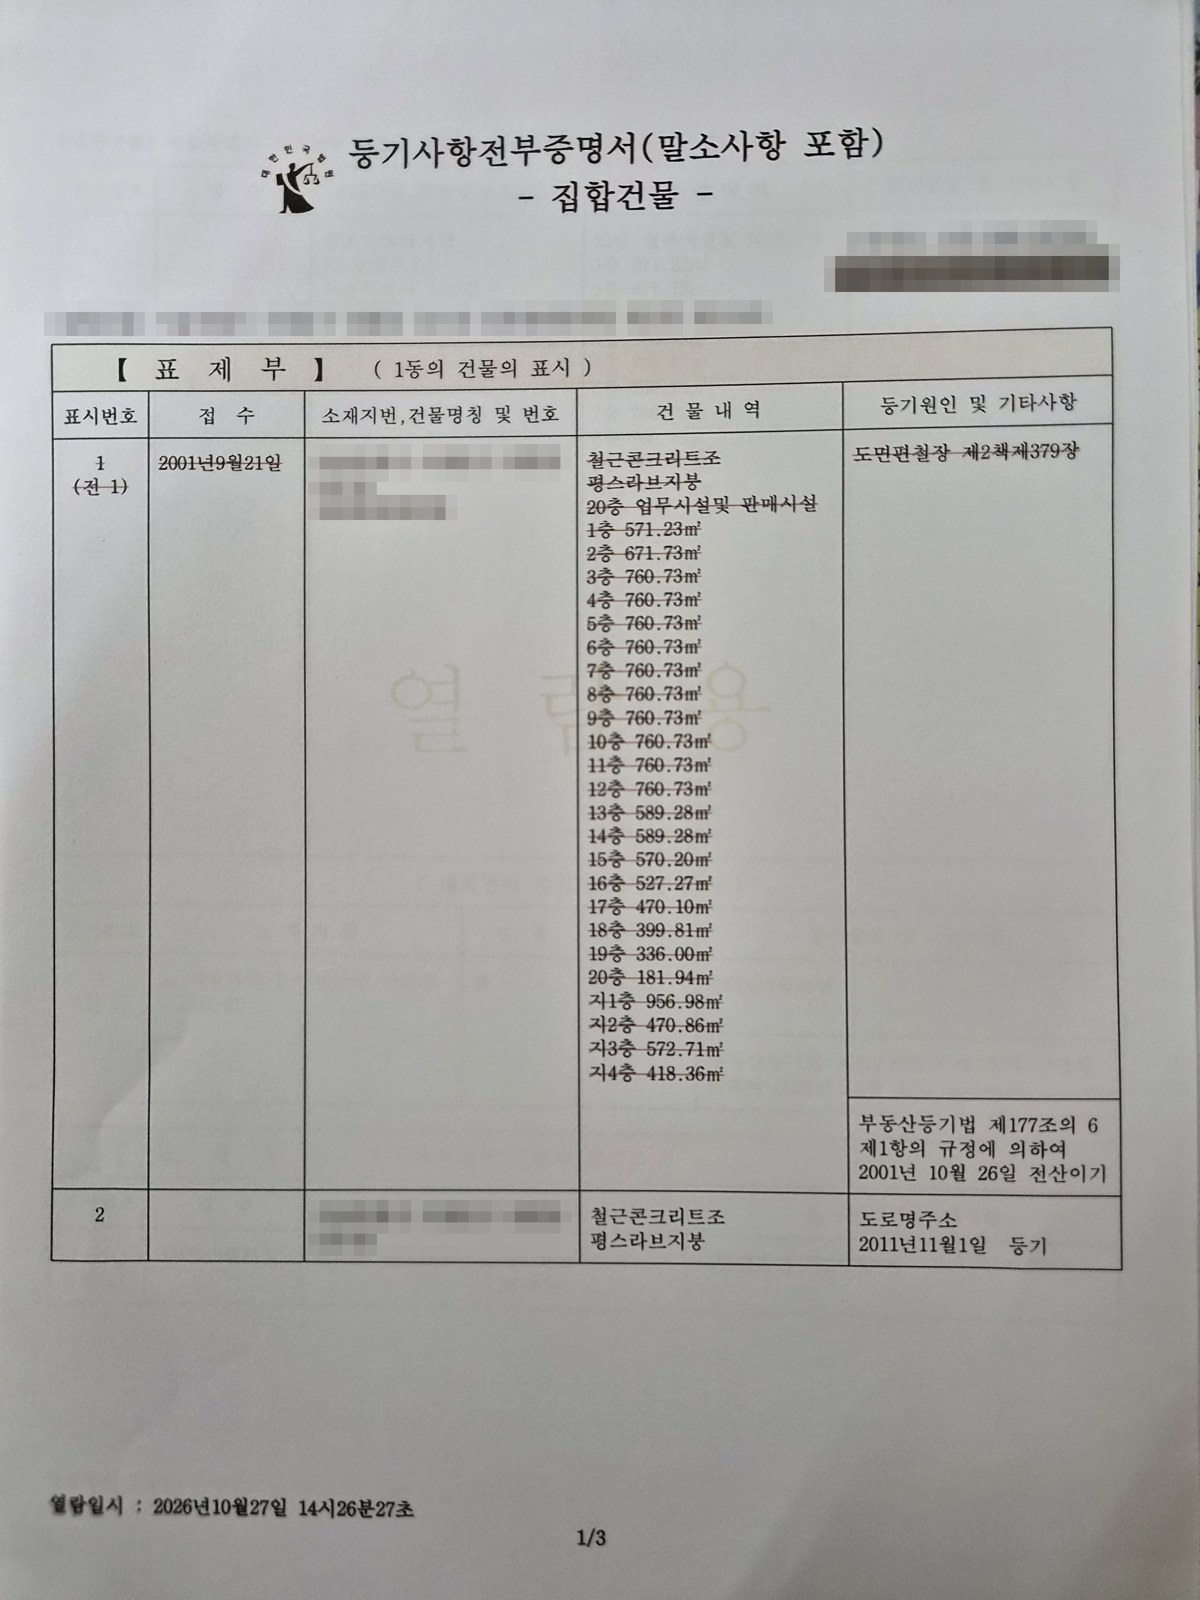 대한민국법원
등기사항전부증명서(말소사항 포함)
- 집합건물 -
【 표 제 부 】 ( 1동의 건물의 표시 )
표시번호 접 수 소재지번,건물명칭 및 번호 건 물 내 역 등기원인 및 기타사항
1 2001년9월21일 철근콘크리트조 도면편철장 제2책제379장
(전 1) 평스라브지붕
20층 업무시설및 판매시설
1층 571.23㎡
2층 671.73㎡
3층 760.73㎡
4층 760.73㎡
5층 760.73㎡
6층 760.73㎡
7층 760.73㎡
8층 760.73㎡
9층 760.73㎡
10층 760.73㎡
11층 760.73㎡
12층 760.73㎡
13층 589.28㎡
14층 589.28㎡
15층 570.20㎡
16층 527.27㎡
17층 470.10㎡
18층 399.81㎡
19층 336.00㎡
20층 181.94㎡
지1층 956.98㎡
지2층 470.86㎡
지3층 572.71㎡
지4층 418.36㎡
부동산등기법 제177조의 6
제1항의 규정에 의하여
2001년 10월 26일 전산이기
2 철근콘크리트조 도로명주소
평스라브지붕 2011년11월1일 등기
열람용
열람일시 : 2026년10월27일 14시26분27초
1/3